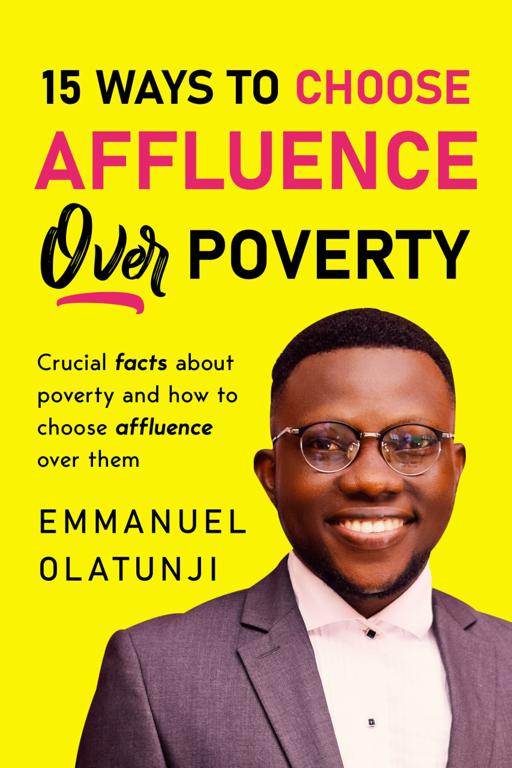 15 WAYS TO CHOOSE
AFFLUENCE
Over POVERTY
Crucial facts about
poverty and how to
choose affluence
over them
EMMANUEL
OLATUNJI